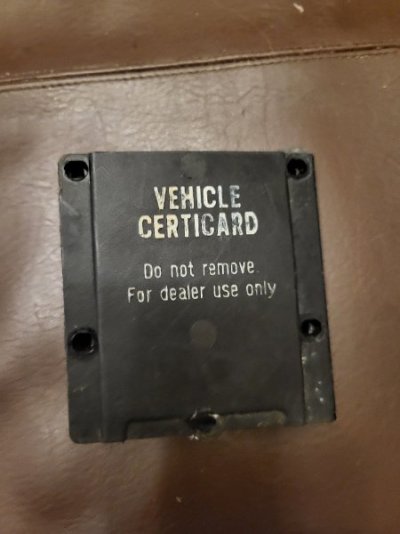 VEHICLE
CERTICARD
Do not remove.
For dealer use only